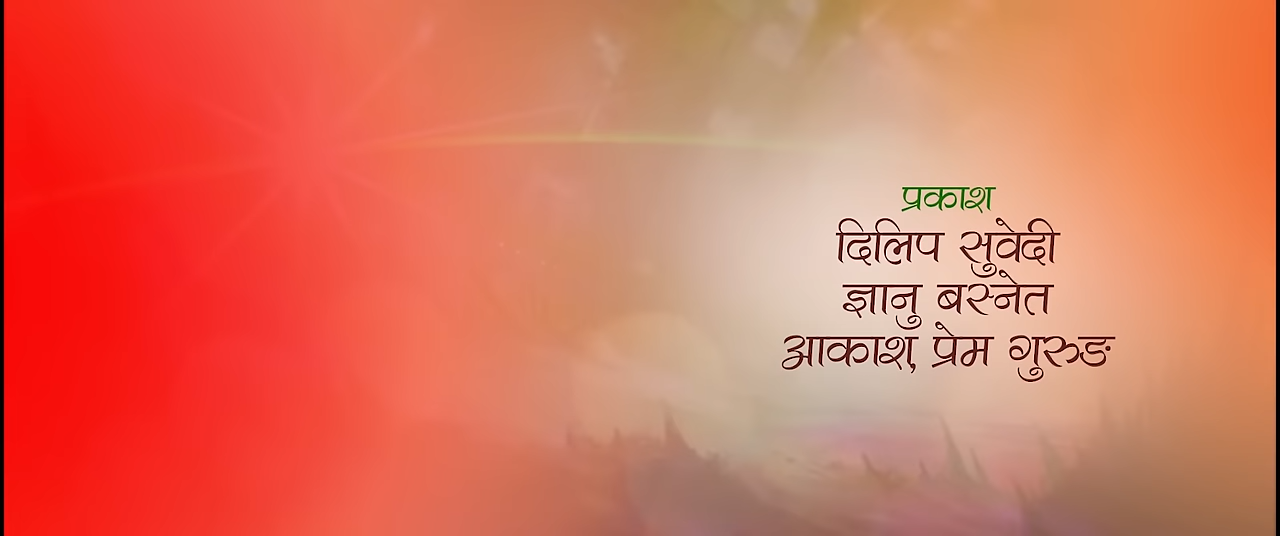 प्रकाश
दिलिप सुवेदी
ज्ञानु बस्नेत
आकाश, प्रेम गुरुङ